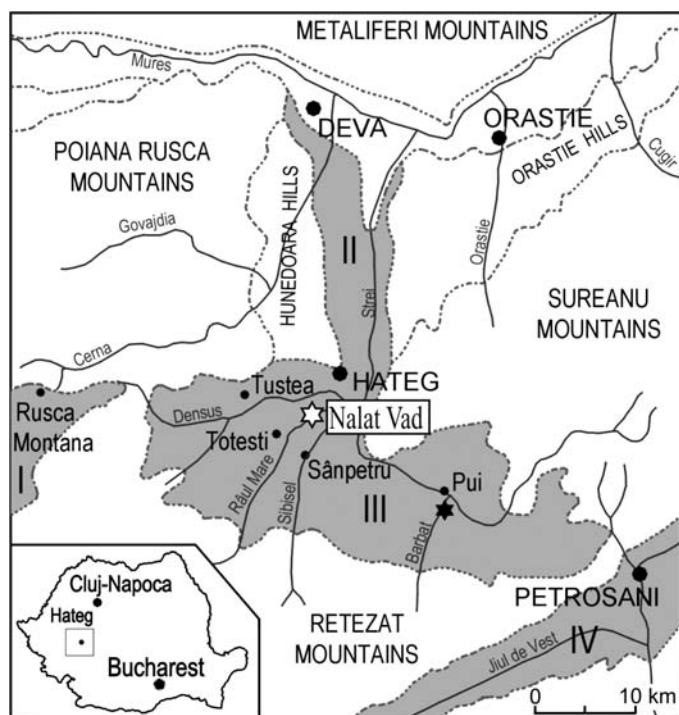 METALIFERI MOUNTAINS
Mures
DEVA
ORASTIE
POIANA RUSCA
MOUNTAINS
ORASTIE HILLS
Cugir
Govajdia
HUNEDOARA HILLS
II
Strei
Orastie
SUREANU
MOUNTAINS
Cerna
HATEG
Tustea
Rusca
Montana
Densus
Nalat Vad
Totesti
I
Râul Mare
Sânpetru
Sibisel
III
Pui
Barbat
Cluj-Napoca
Hateg
Bucharest
RETEZAT
MOUNTAINS
PETROSANI
IV
Jiul de Vest
0 10 km